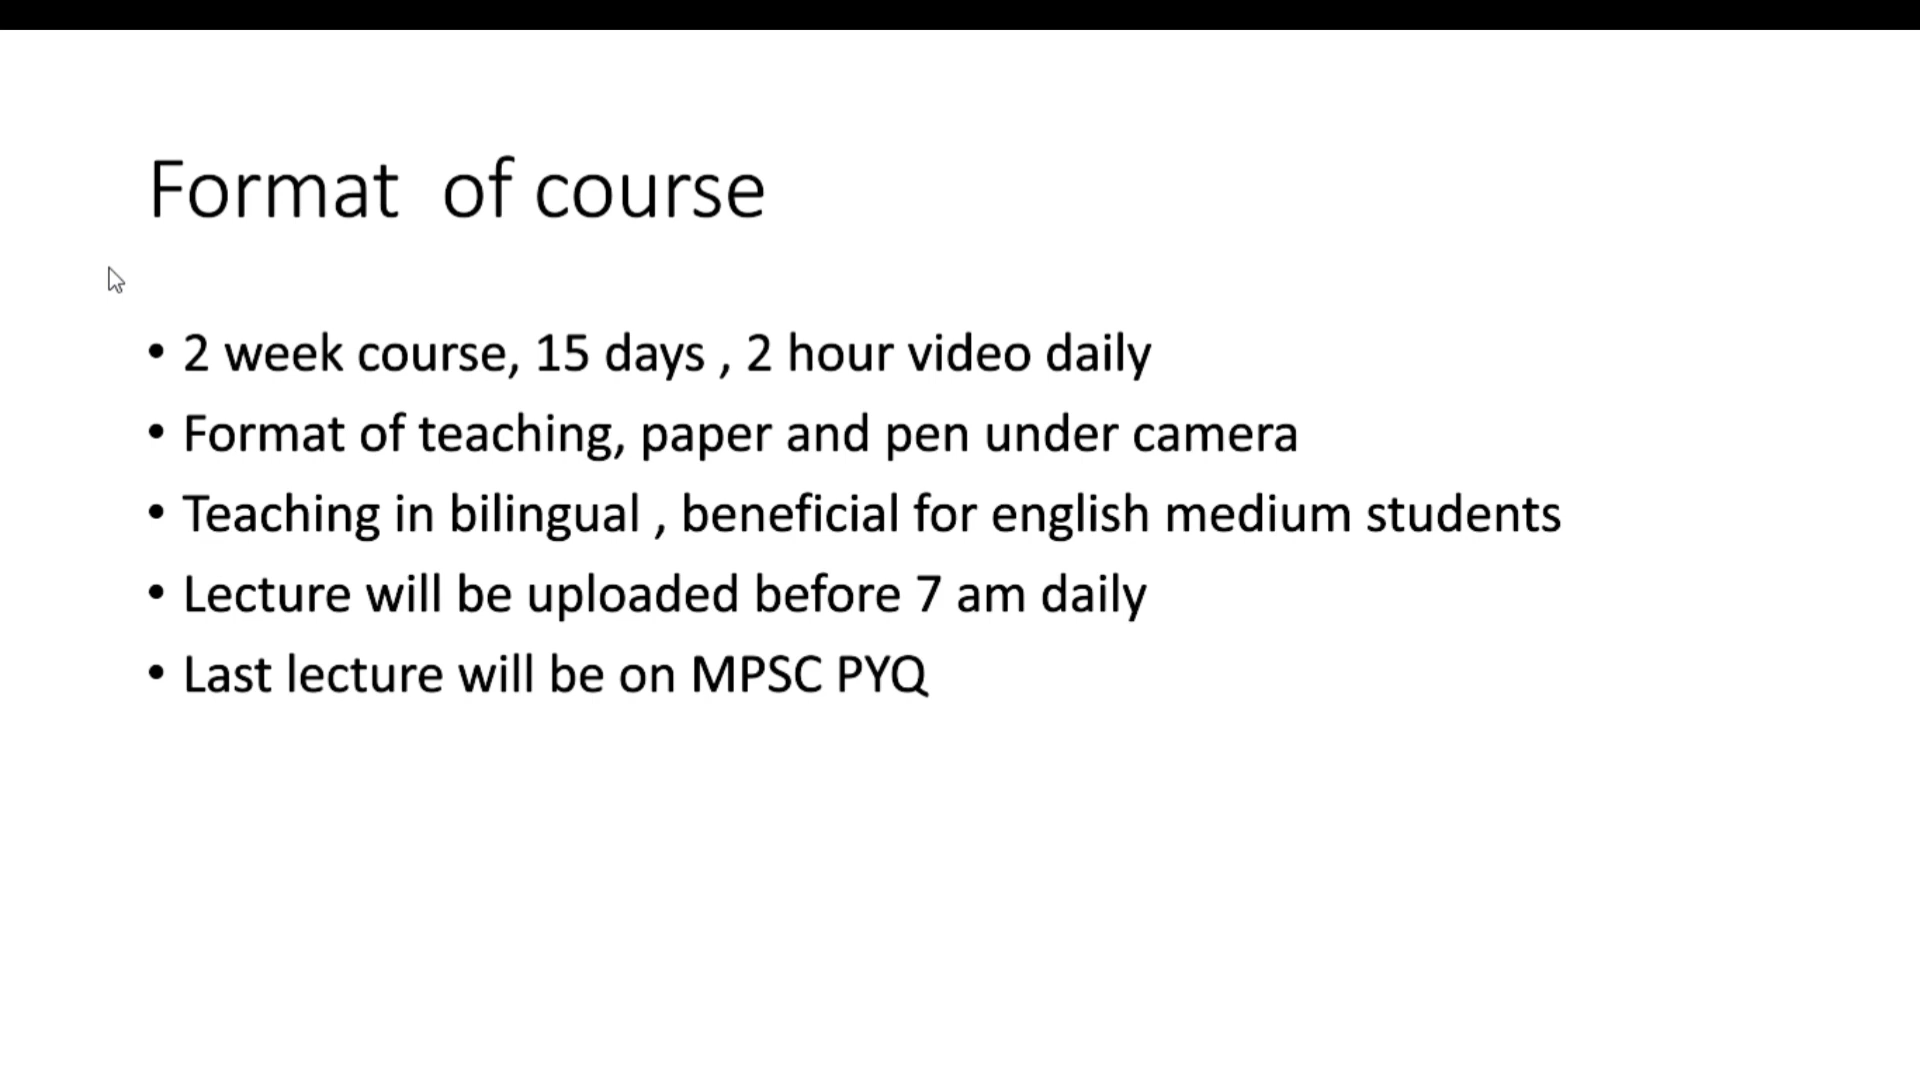 Format  of course
• 2 week course, 15 days , 2 hour video daily
• Format of teaching, paper and pen under camera
• Teaching in bilingual , beneficial for english medium students
• Lecture will be uploaded before 7 am daily
• Last lecture will be on MPSC PYQ